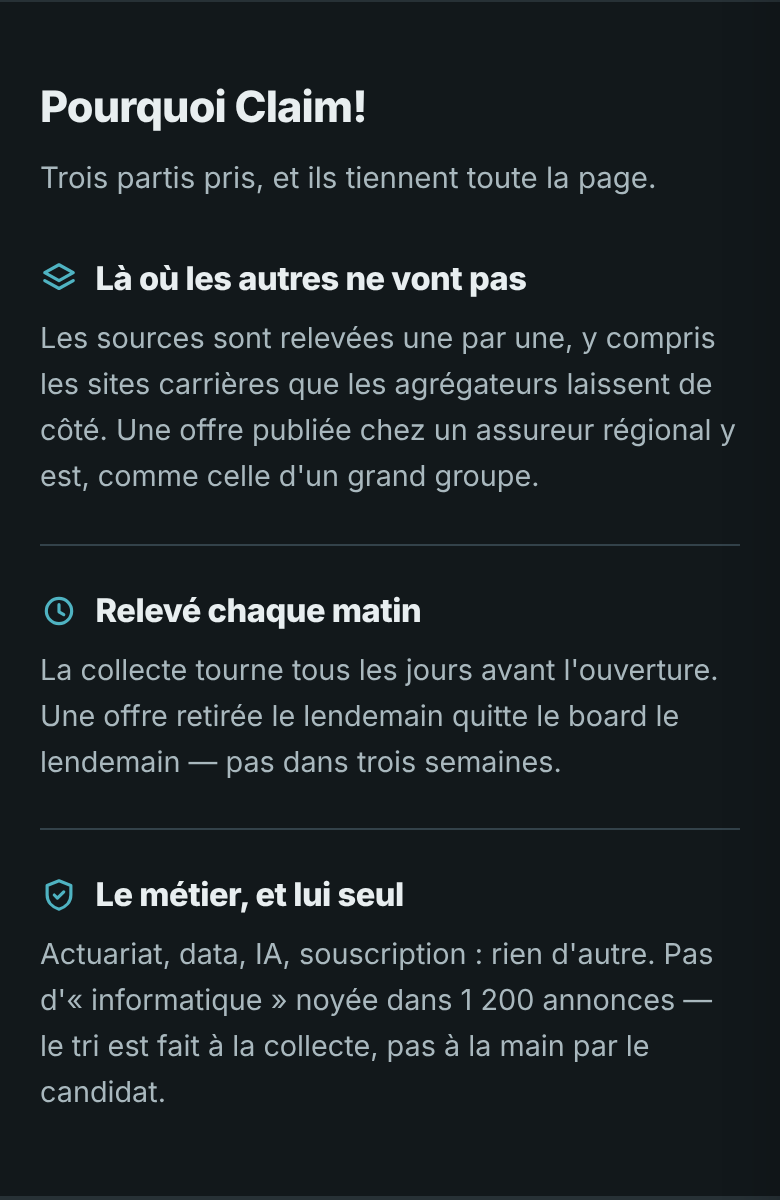 Pourquoi Claim!
Trois partis pris, et ils tiennent toute la page.
Là où les autres ne vont pas
Les sources sont relevées une par une, y compris
les sites carrières que les agrégateurs laissent de
côté. Une offre publiée chez un assureur régional y
est, comme celle d'un grand groupe.
Relevé chaque matin
La collecte tourne tous les jours avant l'ouverture.
Une offre retirée le lendemain quitte le board le
lendemain — pas dans trois semaines.
Le métier, et lui seul
Actuariat, data, IA, souscription : rien d'autre. Pas
d'« informatique » noyée dans 1 200 annonces —
le tri est fait à la collecte, pas à la main par le
candidat.